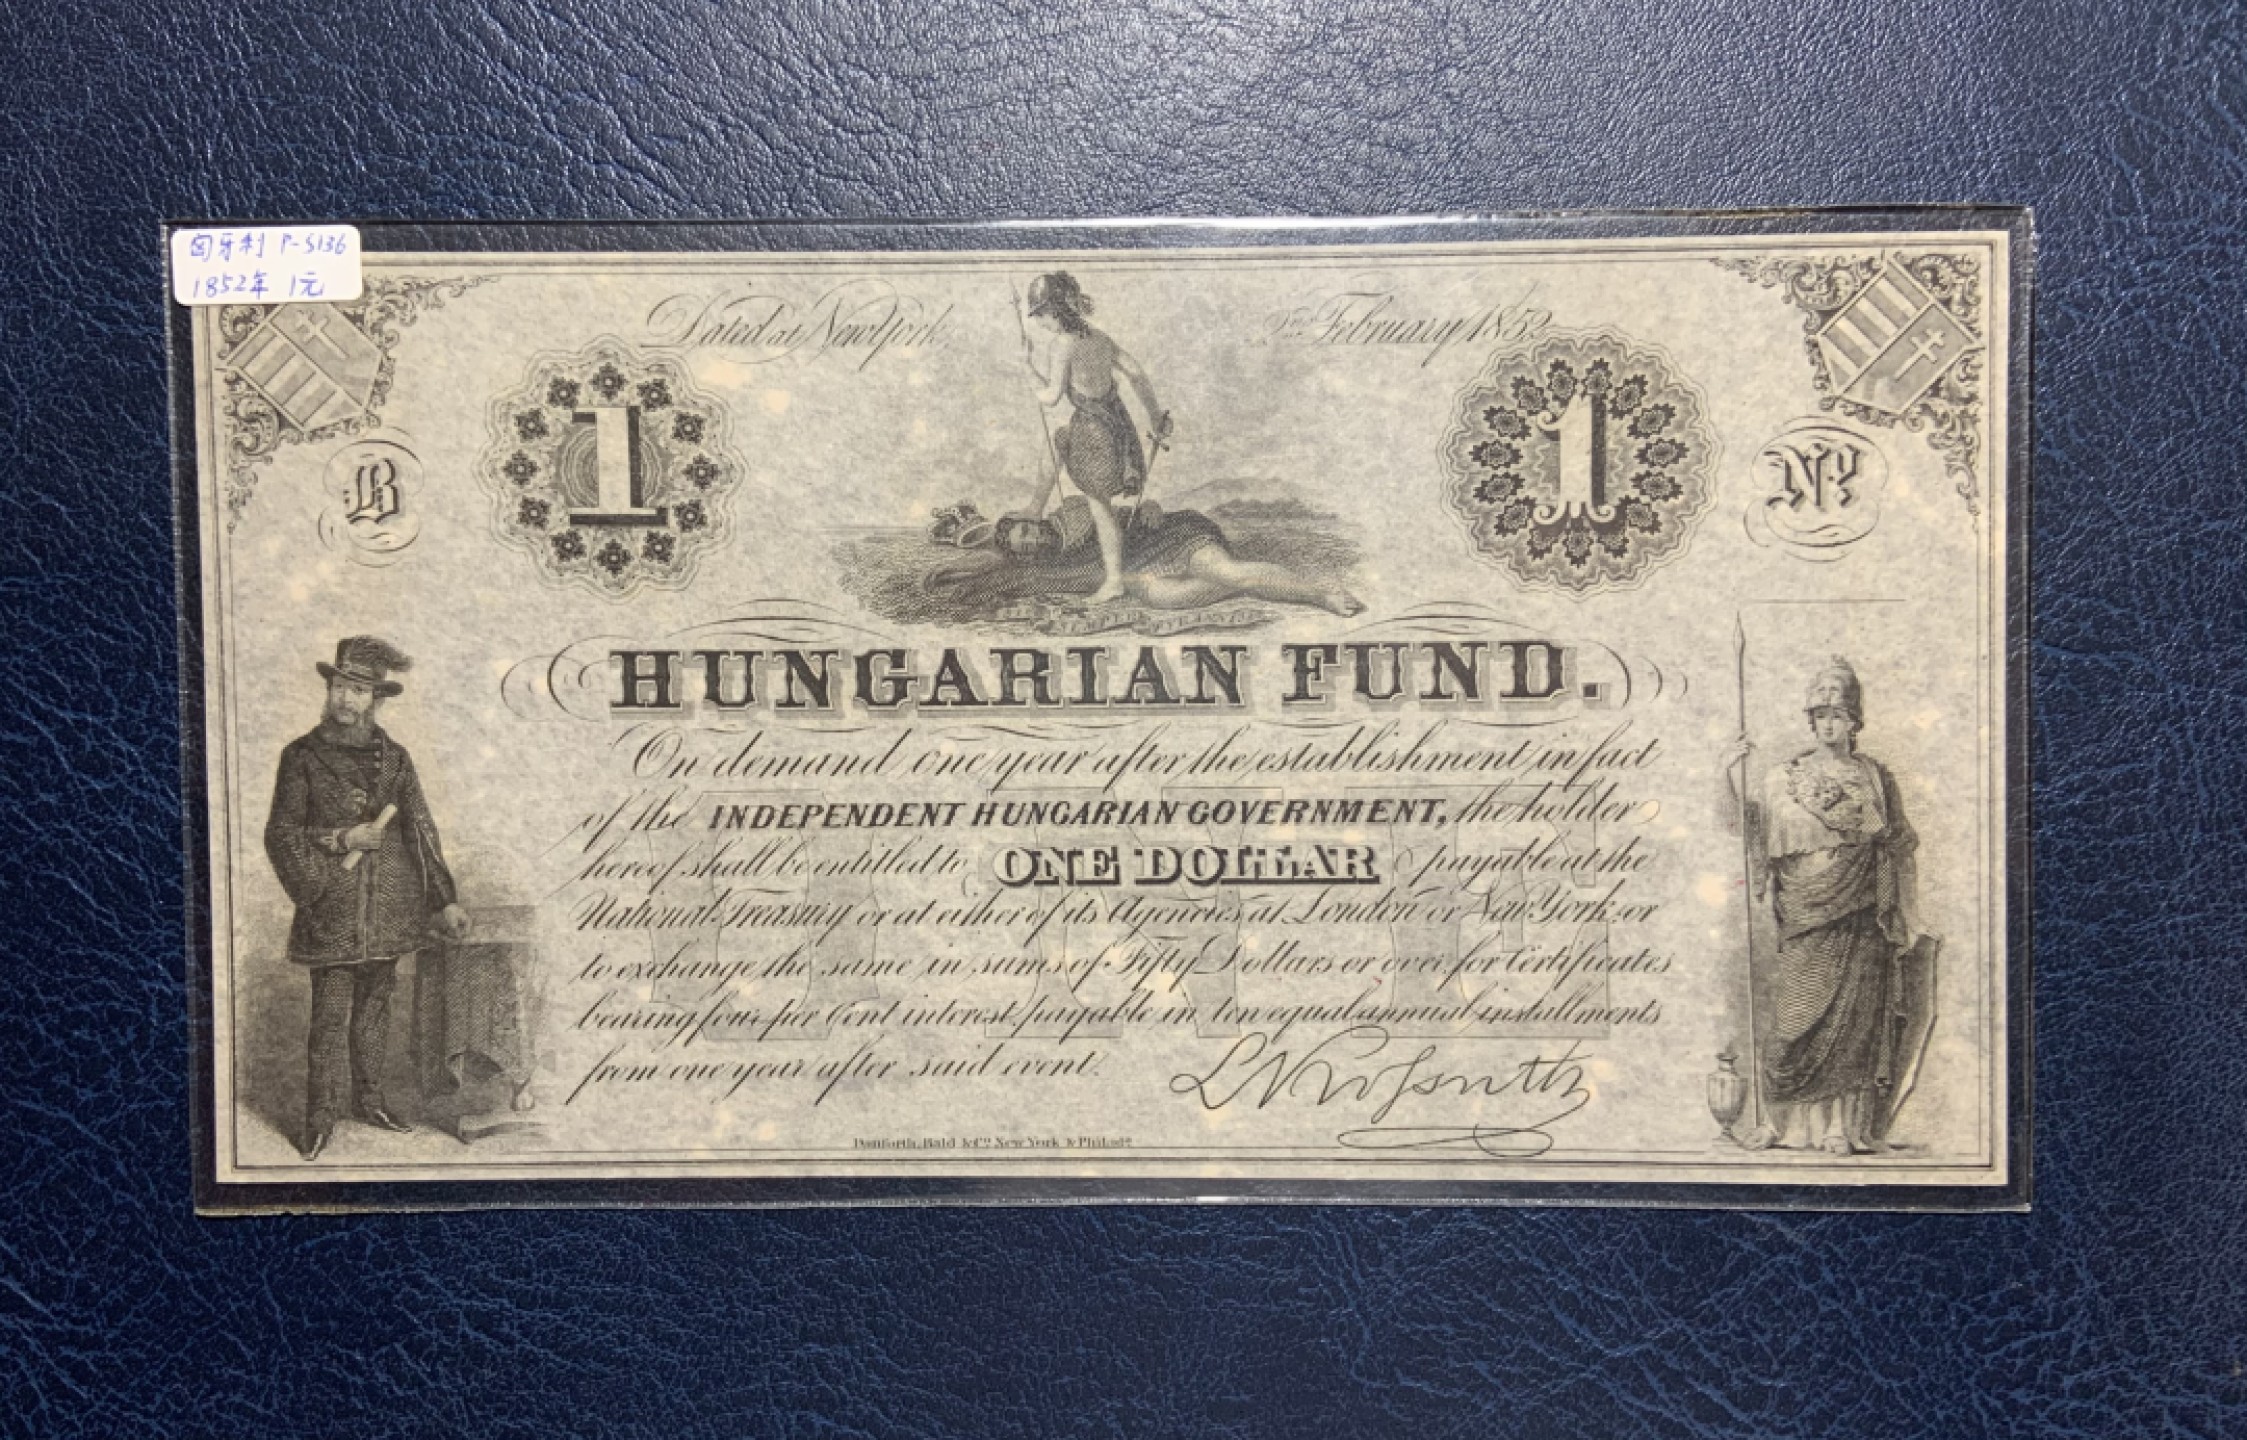 匈牙利 P-S136
1852年 1元
Dated at New York, February 1852
1 1
B No
SEMPER TYRANNIS
HUNGARIAN FUND.
On demand one year after the establishment in fact
of the INDEPENDENT HUNGARIAN GOVERNMENT, the holder
hereof shall be entitled to ONE DOLLAR payable at the
National Treasury or at either of its Agencies at London or New York, or
to exchange the same in sums of Fifty Dollars or over for Certificates
bearing four per Cent interest payable in ten equal annual installments
from one year after said event.
ONE
L Kossuth
Danforth, Bald & Co. New York & Philada.